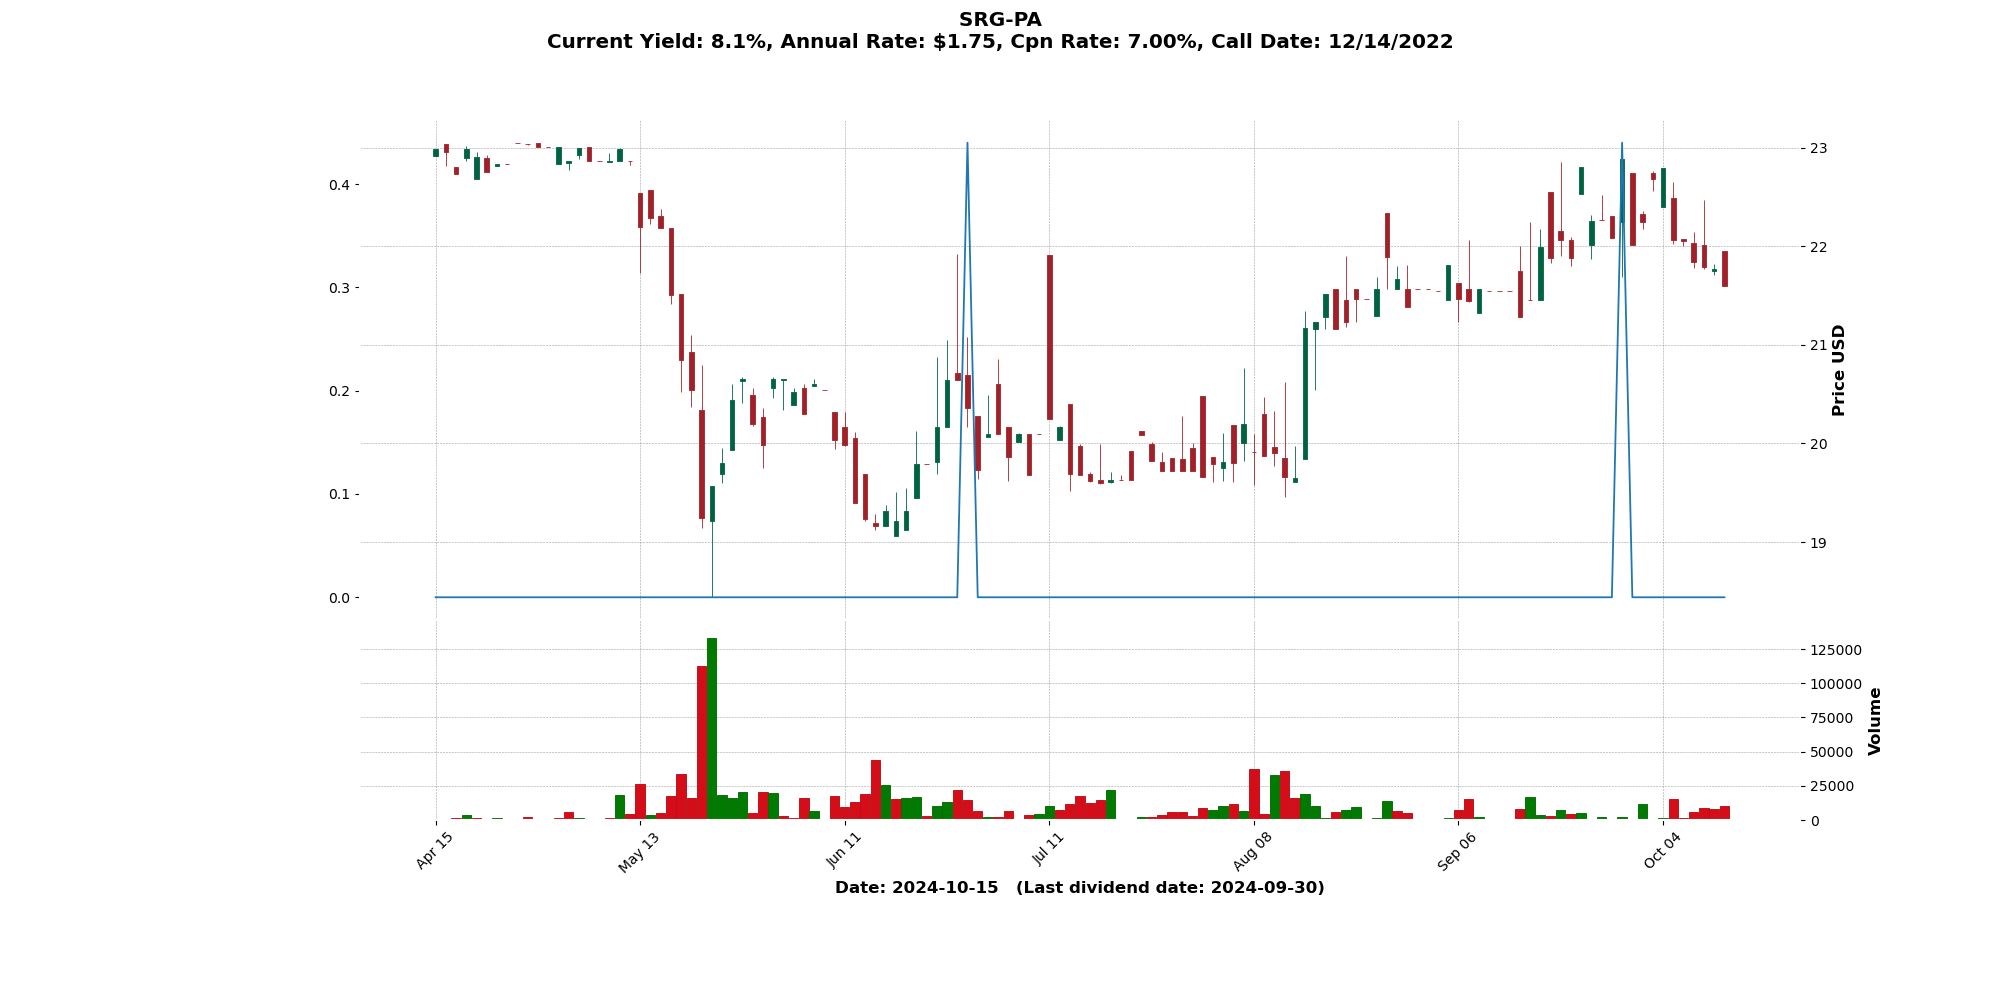 SRG-PA
Current Yield: 8.1%, Annual Rate: $1.75, Cpn Rate: 7.00%, Call Date: 12/14/2022
0.4
0.3
0.2
0.1
0.0
23
22
21
20
19
Price USD
125000
100000
75000
50000
25000
0
Volume
Apr 15
May 13
Jun 11
Jul 11
Aug 08
Sep 06
Oct 04
Date: 2024-10-15 (Last dividend date: 2024-09-30)